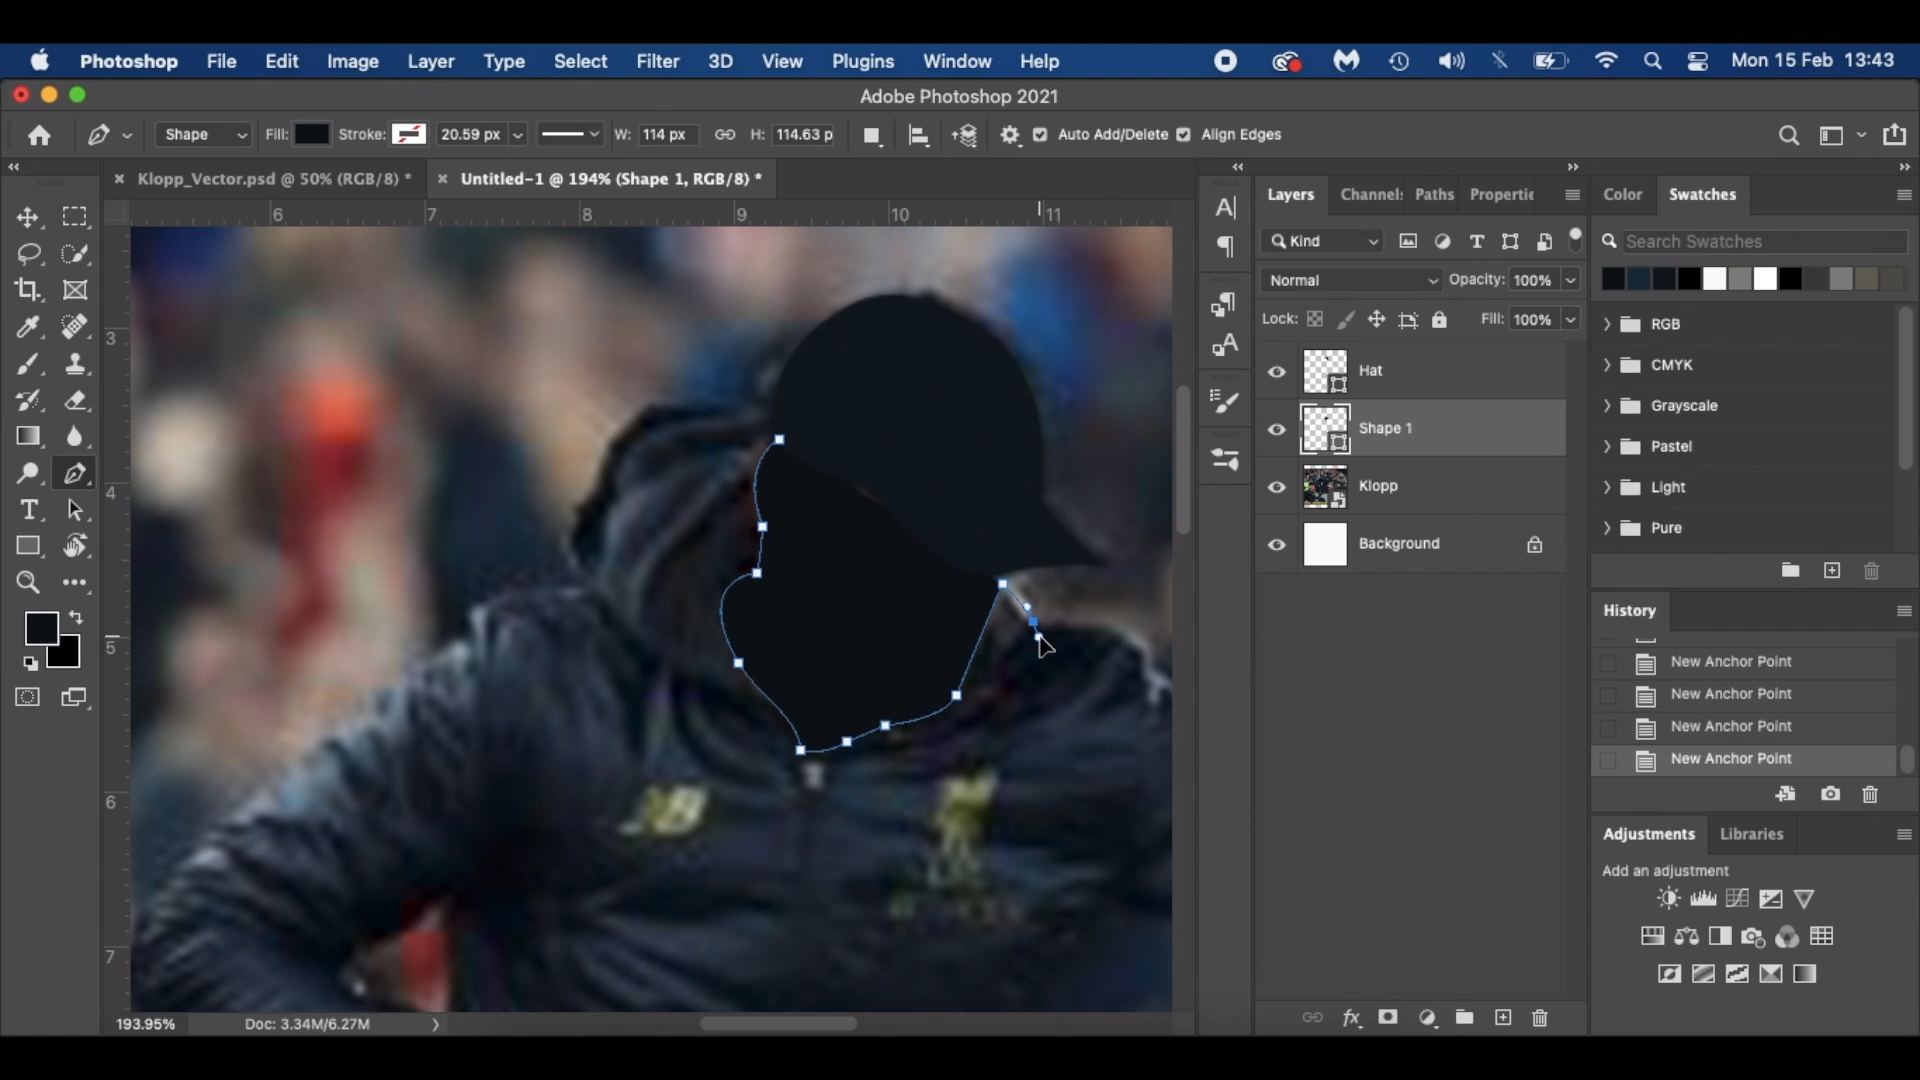 Photoshop File Edit Image Layer Type Select Filter 3D View Plugins Window Help Mon 15 Feb 13:43
Adobe Photoshop 2021
Shape Fill: Stroke: 20.59 px W: 114 px H: 114.63 p Auto Add/Delete Align Edges
Klopp_Vector.psd @ 50% (RGB/8) * Untitled-1 @ 194% (Shape 1, RGB/8) *
6 7 8 9 10 11
3
4
5
6
7
Layers Channel: Paths Propertie
Kind
Normal Opacity: 100%
Lock: Fill: 100%
Hat
Shape 1
Klopp
Background
Color Swatches
Search Swatches
RGB
CMYK
Grayscale
Pastel
Light
Pure
History
New Anchor Point
New Anchor Point
New Anchor Point
New Anchor Point
Adjustments Libraries
Add an adjustment
193.95% Doc: 3.34M/6.27M